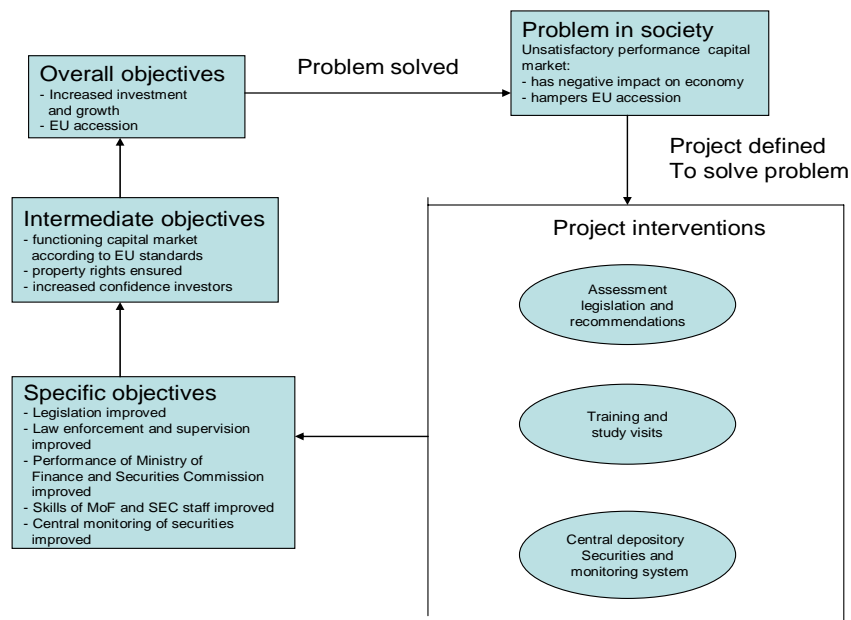 Problem in society
Unsatisfactory performance capital
market:
- has negative impact on economy
- hampers EU accession
Overall objectives
- Increased investment
and growth
- EU accession
Problem solved
Project defined
To solve problem
Intermediate objectives
- functioning capital market
according to EU standards
- property rights ensured
- increased confidence investors
Project interventions
Assessment
legislation and
recommendations
Training and
study visits
Central depository
Securities and
monitoring system
Specific objectives
- Legislation improved
- Law enforcement and supervision
improved
- Performance of Ministry of
Finance and Securities Commission
improved
- Skills of MoF and SEC staff improved
- Central monitoring of securities
improved